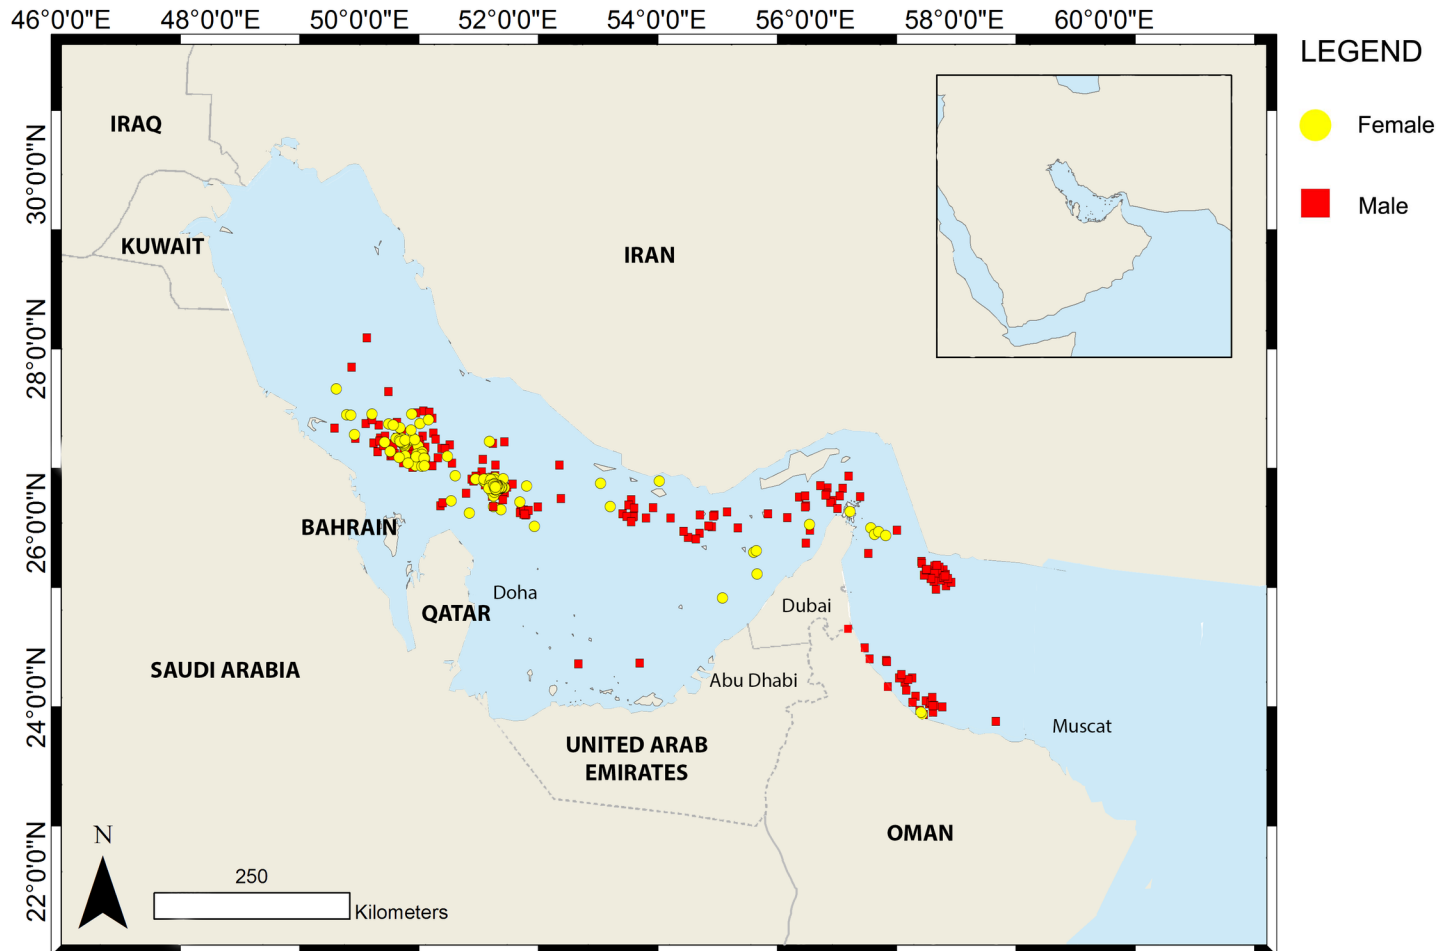 46°0'0"E 48°0'0"E 50°0'0"E 52°0'0"E 54°0'0"E 56°0'0"E 58°0'0"E 60°0'0"E
LEGEND
Female
Male
30°0'0"N
28°0'0"N
26°0'0"N
24°0'0"N
22°0'0"N
IRAQ
KUWAIT
IRAN
BAHRAIN
Doha
QATAR
Dubai
SAUDI ARABIA
Abu Dhabi
Muscat
UNITED ARAB
EMIRATES
OMAN
N
250
Kilometers